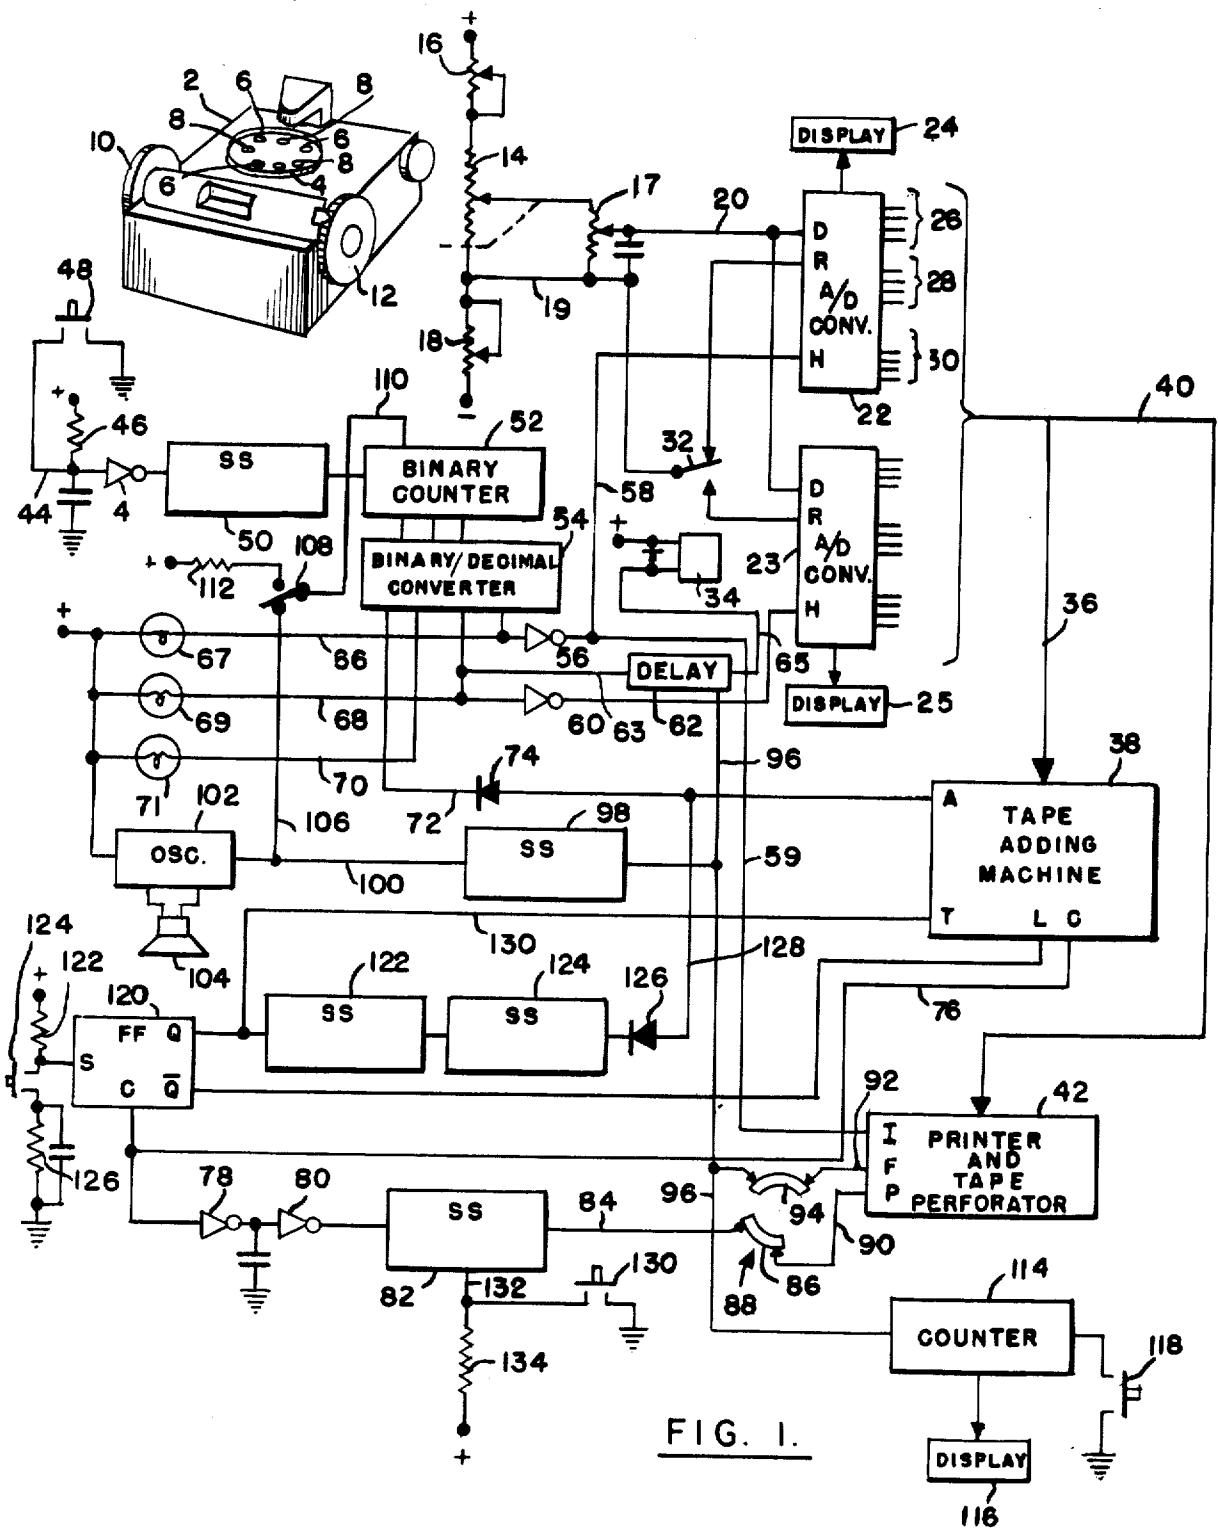 +
16
2
6
8
8
6
10
8
6
4
14
17
20
DISPLAY
24
D
R
A/D
CONV.
H
26
28
30
22
12
19
18
−
48
+
46
44
4
SS
50
110
52
BINARY
COUNTER
54
BINARY/DECIMAL
CONVERTER
32
58
+
34
D
R
A/D
CONV.
H
23
40
36
+
112
108
+
67
66
56
65
DELAY
69
68
60
63
62
DISPLAY
25
71
70
74
72
96
38
A
TAPE
ADDING
MACHINE
T
L C
102
OSC.
106
98
SS
100
59
104
130
128
76
124
122
+
120
FF Q
S
C Q̅
122
SS
124
SS
126
126
92
42
I
F
P
PRINTER
AND
TAPE
PERFORATOR
78
80
SS
82
84
96
94
90
86
88
132
130
134
+
114
COUNTER
118
DISPLAY
116
FIG. 1.